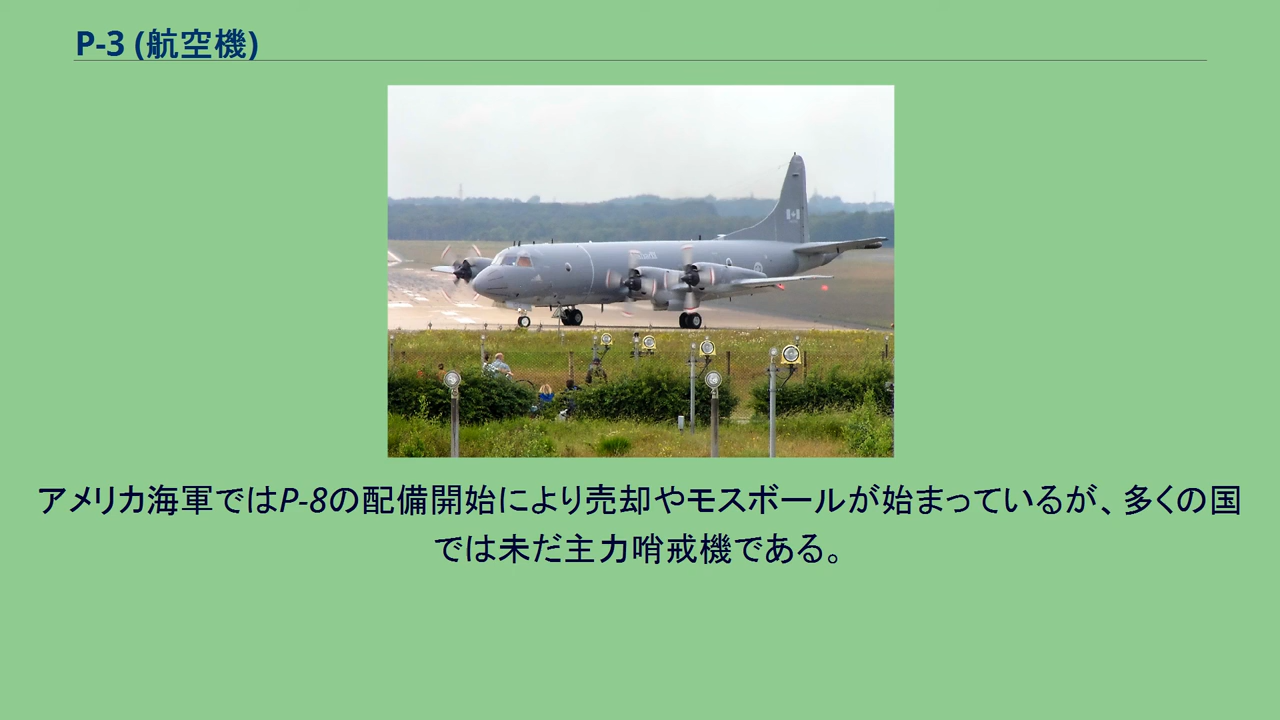 P-3 (航空機)
アメリカ海軍ではP-8の配備開始により売却やモスボールが始まっているが、多くの国
では未だ主力哨戒機である。